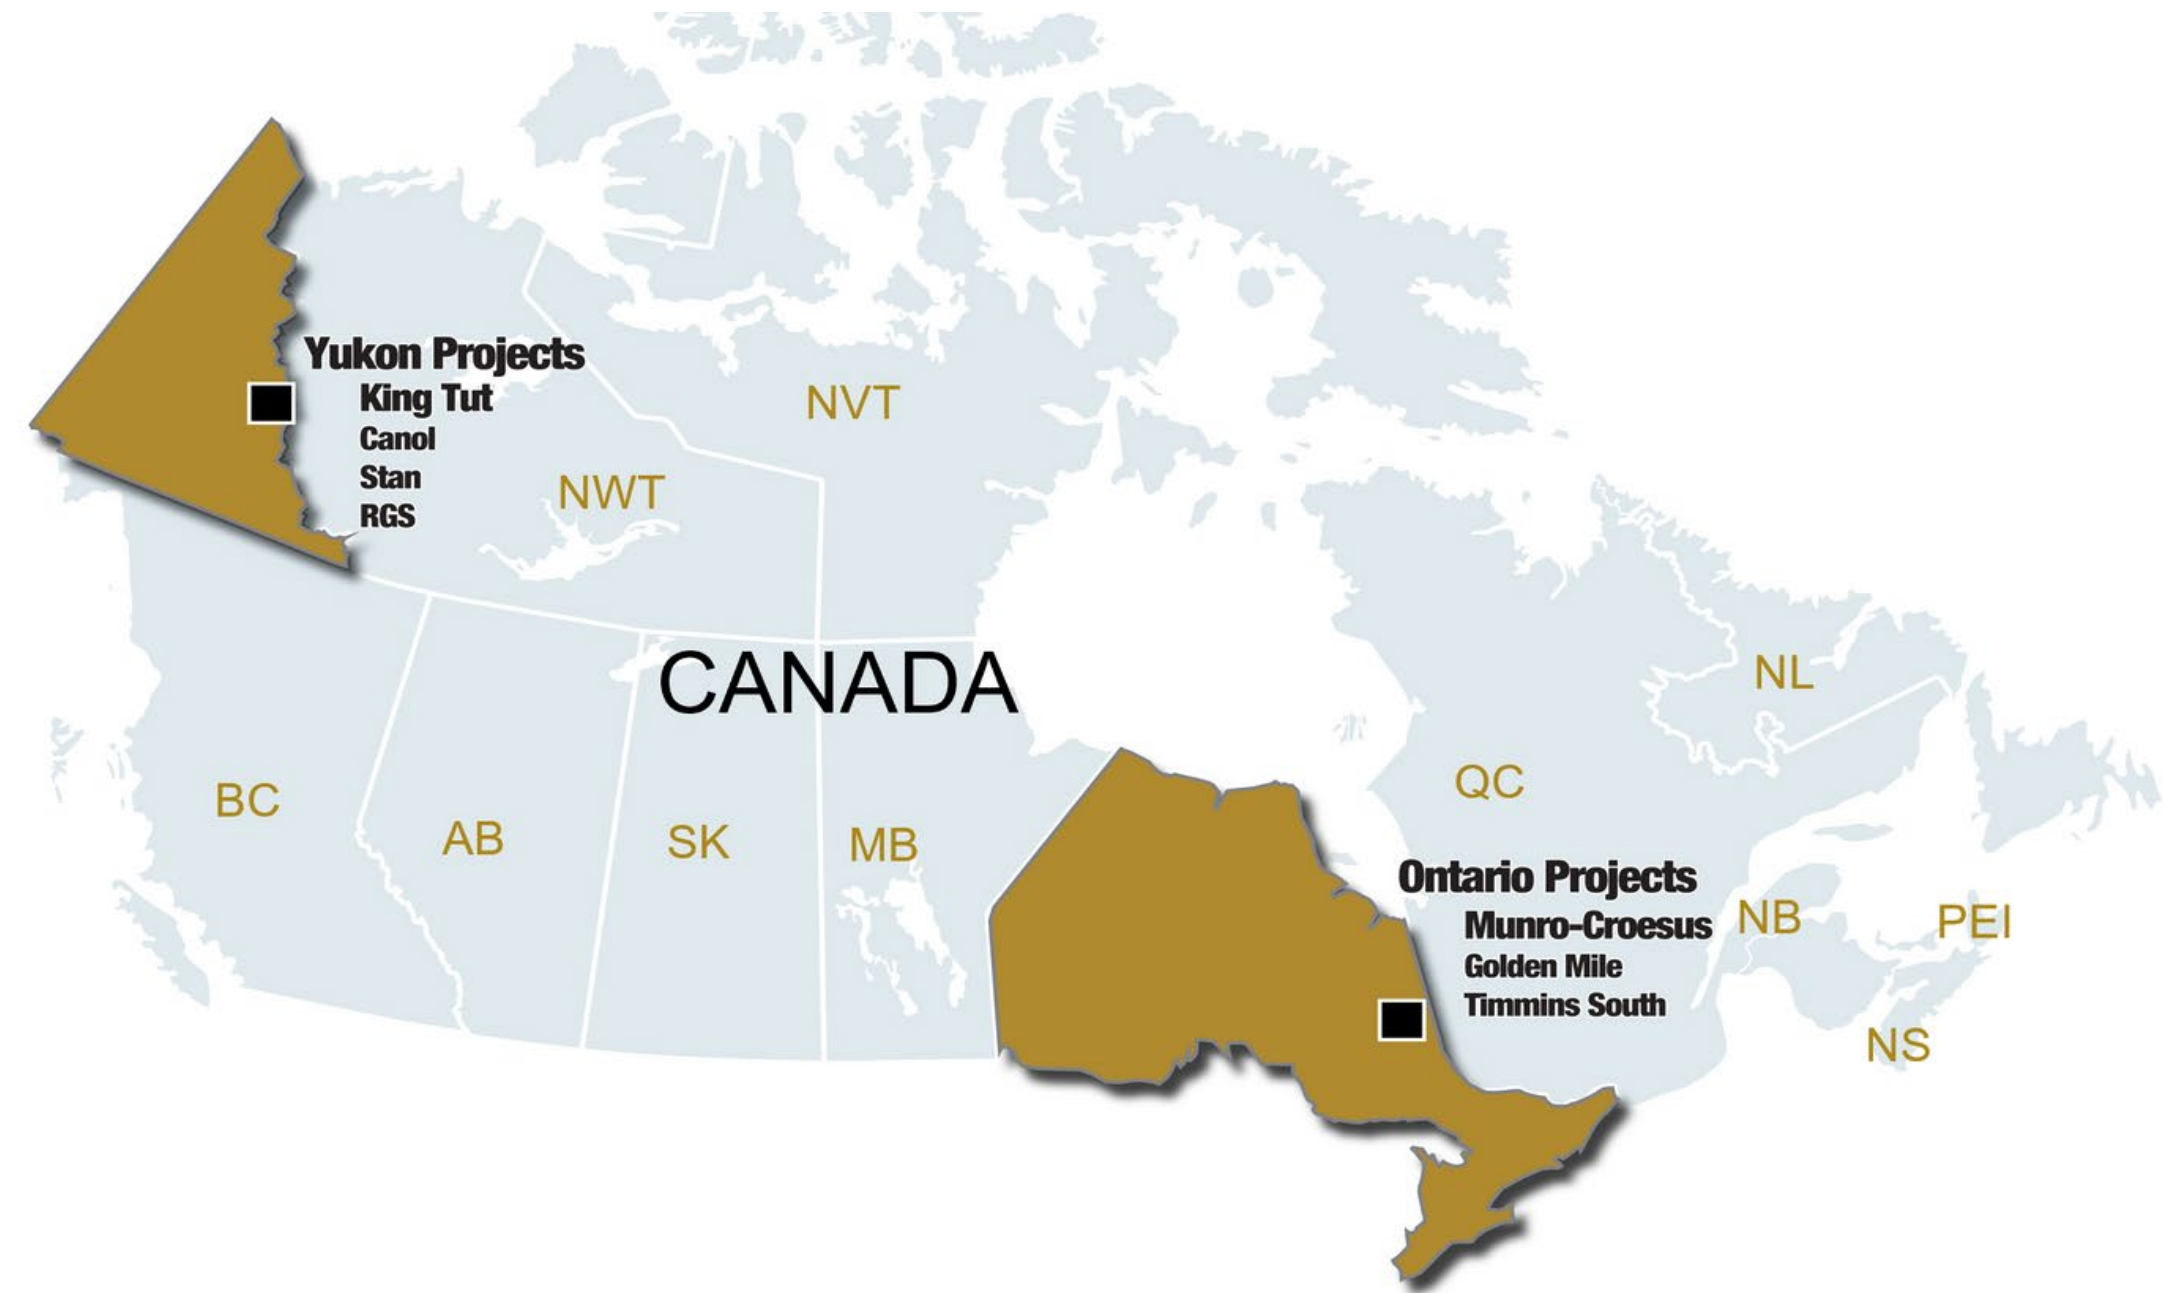 Yukon Projects
King Tut
Canol
Stan
RGS
NVT
NWT
CANADA
NL
BC
AB
SK
MB
QC
Ontario Projects
Munro-Croesus
Golden Mile
Timmins South
NB
PEI
NS